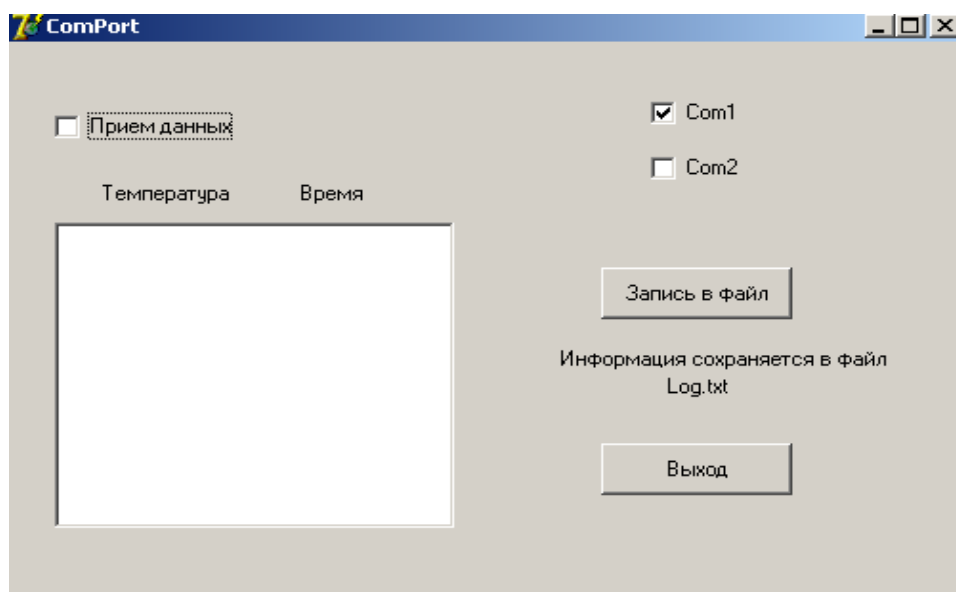 ComPort
Прием данных
Com1
Com2
Температура Время
Запись в файл
Информация сохраняется в файл
Log.txt
Выход